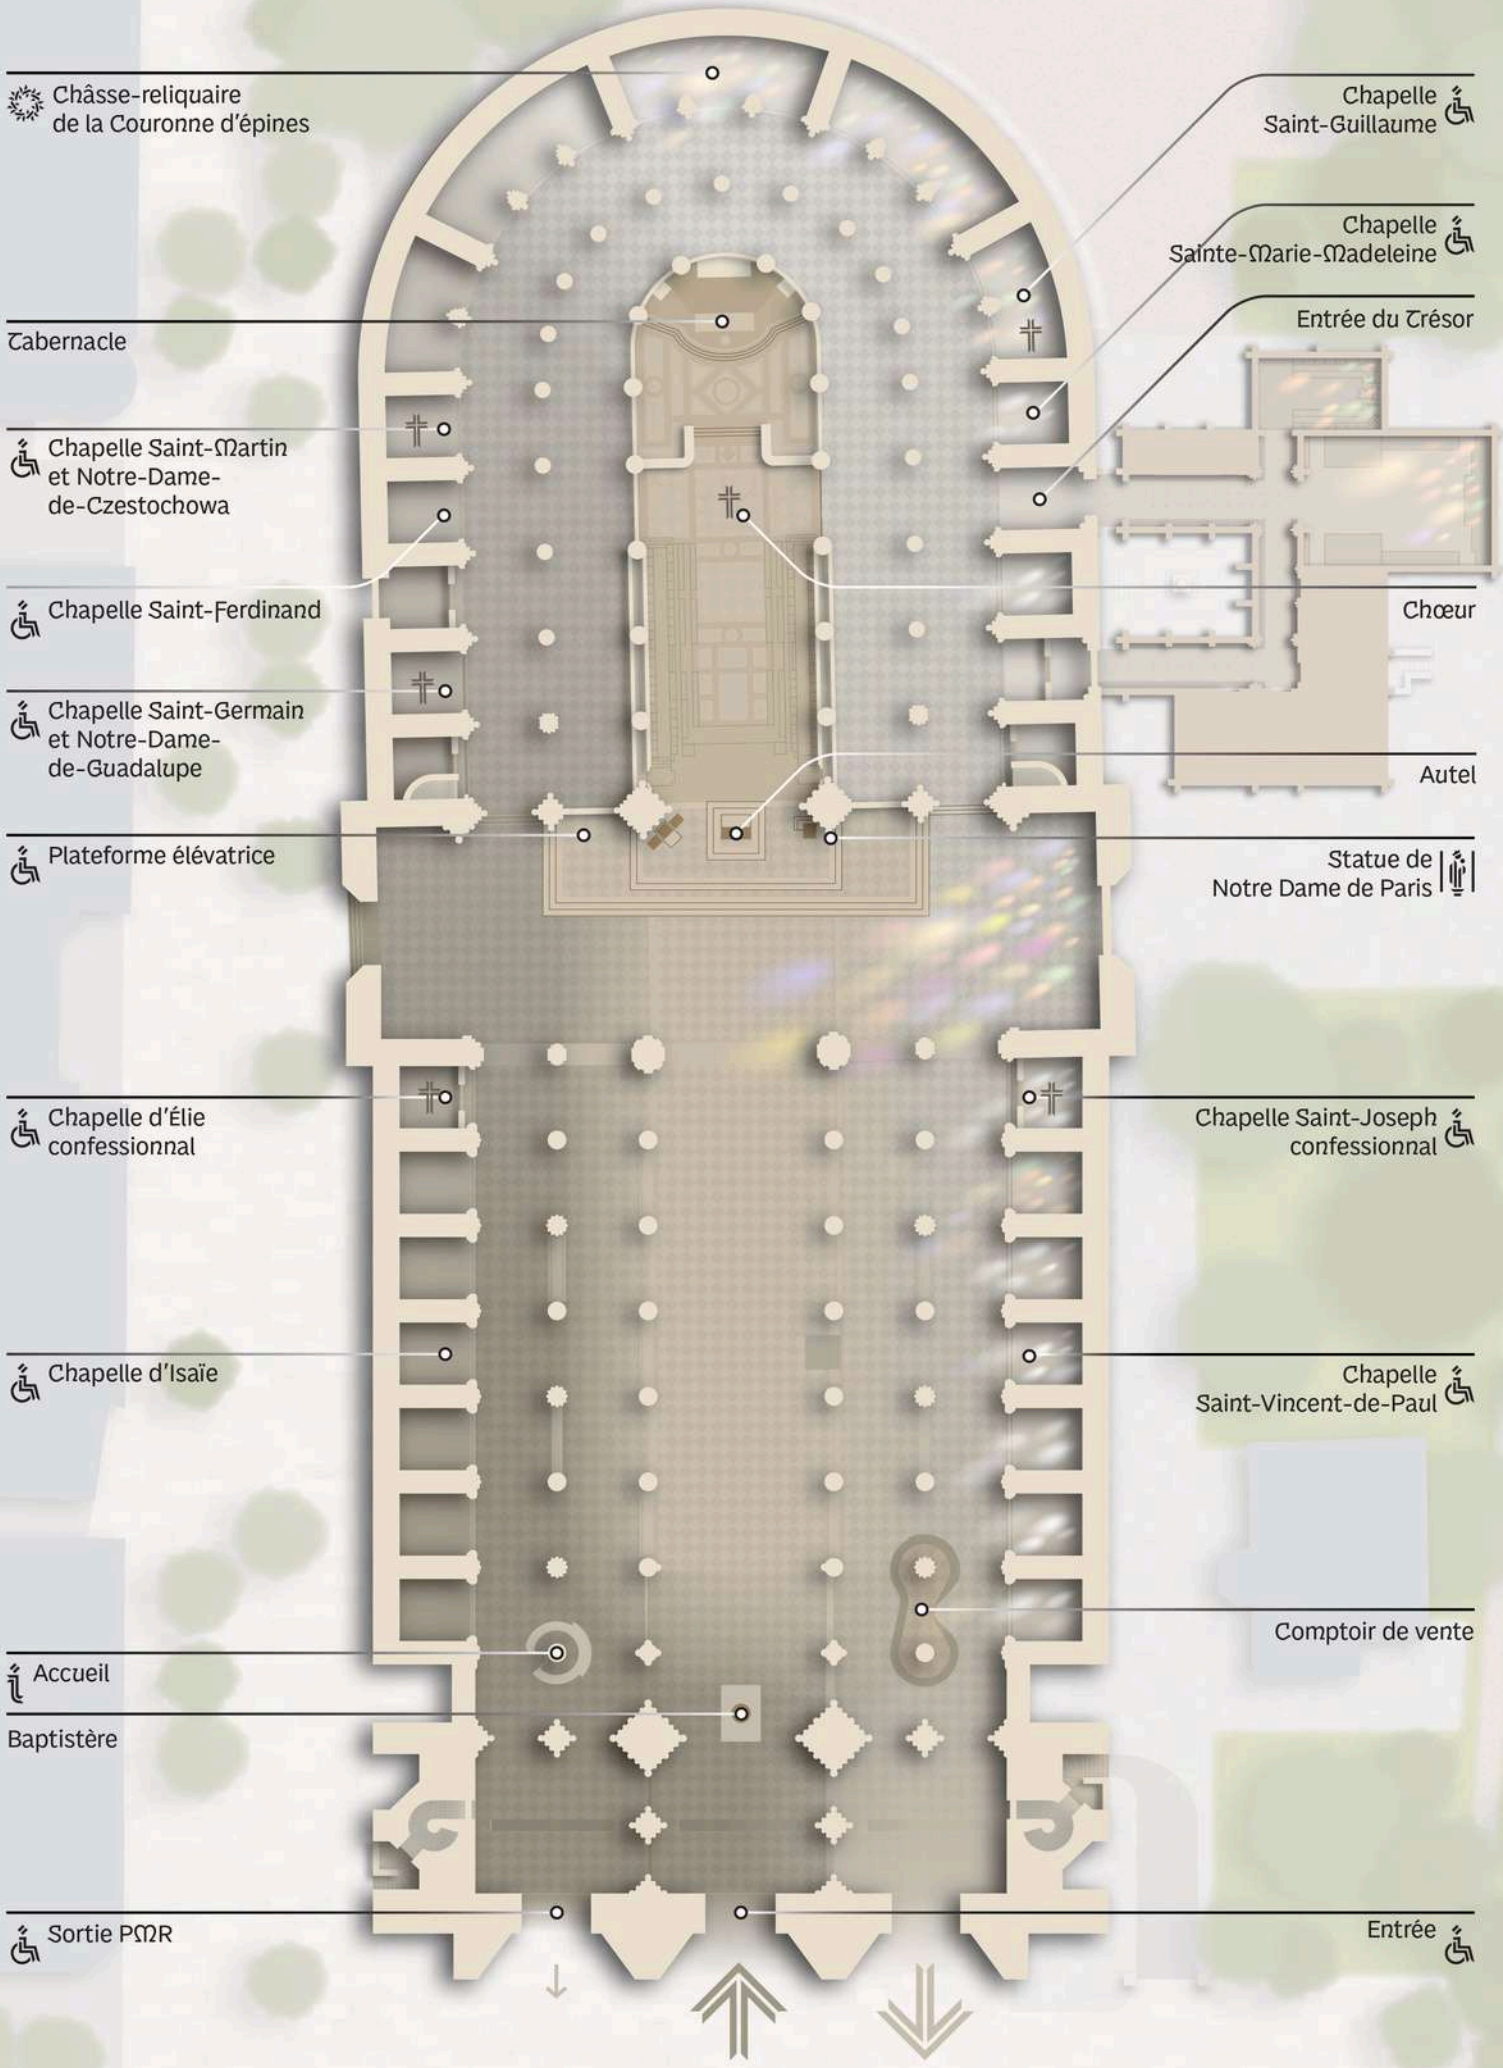 Châsse-reliquaire
de la Couronne d'épines
Tabernacle
Chapelle Saint-Martin
et Notre-Dame-
de-Czestochowa
Chapelle Saint-Ferdinand
Chapelle Saint-Germain
et Notre-Dame-
de-Guadalupe
Plateforme élévatrice
Chapelle d'Élie
confessionnal
Chapelle d'Isaïe
Accueil
Baptistère
Sortie PMR
Chapelle
Saint-Guillaume
Chapelle
Sainte-Marie-Madeleine
Entrée du Trésor
Chœur
Autel
Statue de
Notre Dame de Paris
Chapelle Saint-Joseph
confessionnal
Chapelle
Saint-Vincent-de-Paul
Comptoir de vente
Entrée